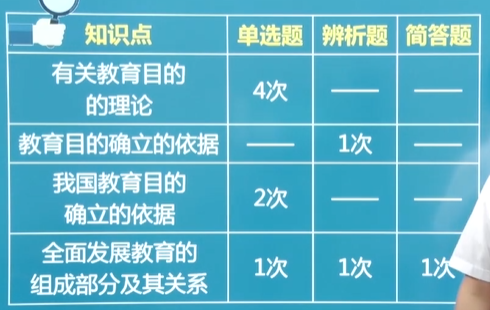 知识点 单选题 辨析题 简答题
有关教育目的
的理论 4次 —— ——
教育目的确立的依据 —— 1次 ——
我国教育目的
确立的依据 2次 —— ——
全面发展教育的
组成部分及其关系 1次 1次 1次